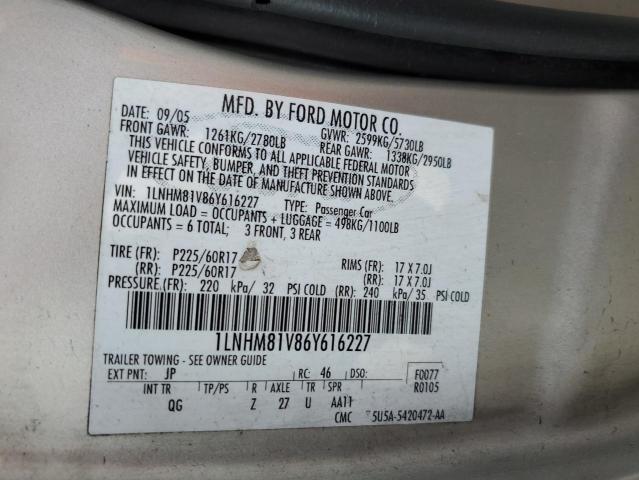 MFD. BY FORD MOTOR CO.
DATE: 09/05 GVWR: 2599KG/5730LB
FRONT GAWR: 1261KG/2780LB REAR GAWR: 1338KG/2950LB
THIS VEHICLE CONFORMS TO ALL APPLICABLE FEDERAL MOTOR
VEHICLE SAFETY, BUMPER, AND THEFT PREVENTION STANDARDS
IN EFFECT ON THE DATE OF MANUFACTURE SHOWN ABOVE.
VIN: 1LNHM81V86Y616227 TYPE: Passenger Car
MAXIMUM LOAD = OCCUPANTS + LUGGAGE = 498KG/1100LB
OCCUPANTS = 6 TOTAL; 3 FRONT, 3 REAR
TIRE (FR): P225/60R17 RIMS (FR): 17 X 7.0J
(RR): P225/60R17 (RR): 17 X 7.0J
PRESSURE: (FR) 220 kPa/ 32 PSI COLD (RR): 240 kPa/35 PSI COLD
1LNHM81V86Y616227
TRAILER TOWING - SEE OWNER GUIDE
EXT PNT: JP RC: 46 DSO: F0077
R0105
INT TR TP/PS R AXLE TR SPR
QG Z 27 U AA11
CMC 5U5A-5420472-AA